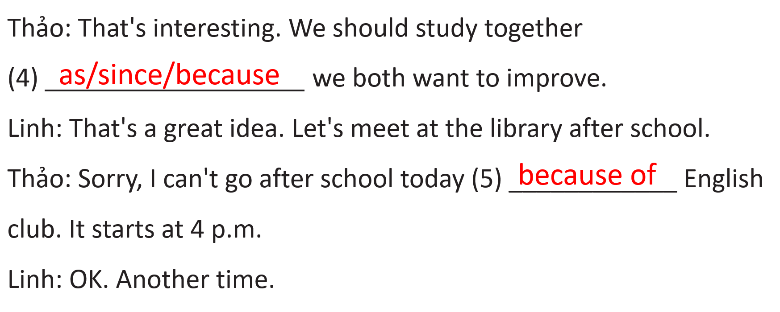 Thảo: That's interesting. We should study together
(4) as/since/because we both want to improve.
Linh: That's a great idea. Let's meet at the library after school.
Thảo: Sorry, I can't go after school today (5) because of English
club. It starts at 4 p.m.
Linh: OK. Another time.